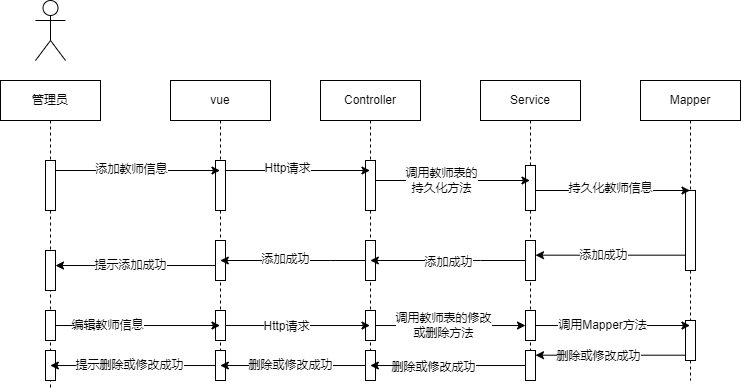 管理员
vue
Controller
Service
Mapper
添加教师信息
Http请求
调用教师表的
持久化方法
持久化教师信息
提示添加成功
添加成功
添加成功
添加成功
编辑教师信息
Http请求
调用教师表的修改
或删除方法
调用Mapper方法
提示删除或修改成功
删除或修改成功
删除或修改成功
删除或修改成功